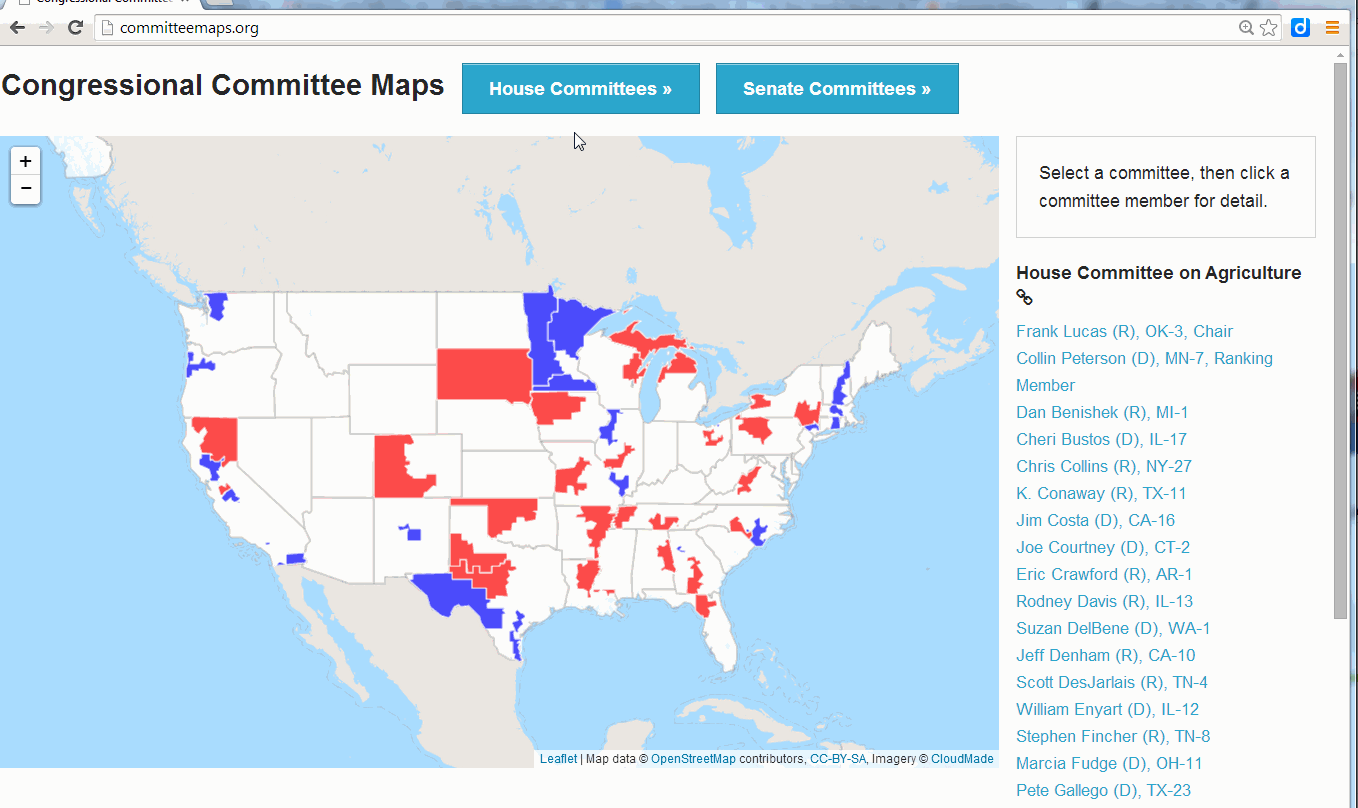 Congressional Committee
committeemaps.org
Congressional Committee Maps
House Committees »
Senate Committees »
+
−
Select a committee, then click a
committee member for detail.
House Committee on Agriculture
Frank Lucas (R), OK-3, Chair
Collin Peterson (D), MN-7, Ranking
Member
Dan Benishek (R), MI-1
Cheri Bustos (D), IL-17
Chris Collins (R), NY-27
K. Conaway (R), TX-11
Jim Costa (D), CA-16
Joe Courtney (D), CT-2
Eric Crawford (R), AR-1
Rodney Davis (R), IL-13
Suzan DelBene (D), WA-1
Jeff Denham (R), CA-10
Scott DesJarlais (R), TN-4
William Enyart (D), IL-12
Stephen Fincher (R), TN-8
Marcia Fudge (D), OH-11
Pete Gallego (D), TX-23
Leaflet | Map data © OpenStreetMap contributors, CC-BY-SA, Imagery © CloudMade